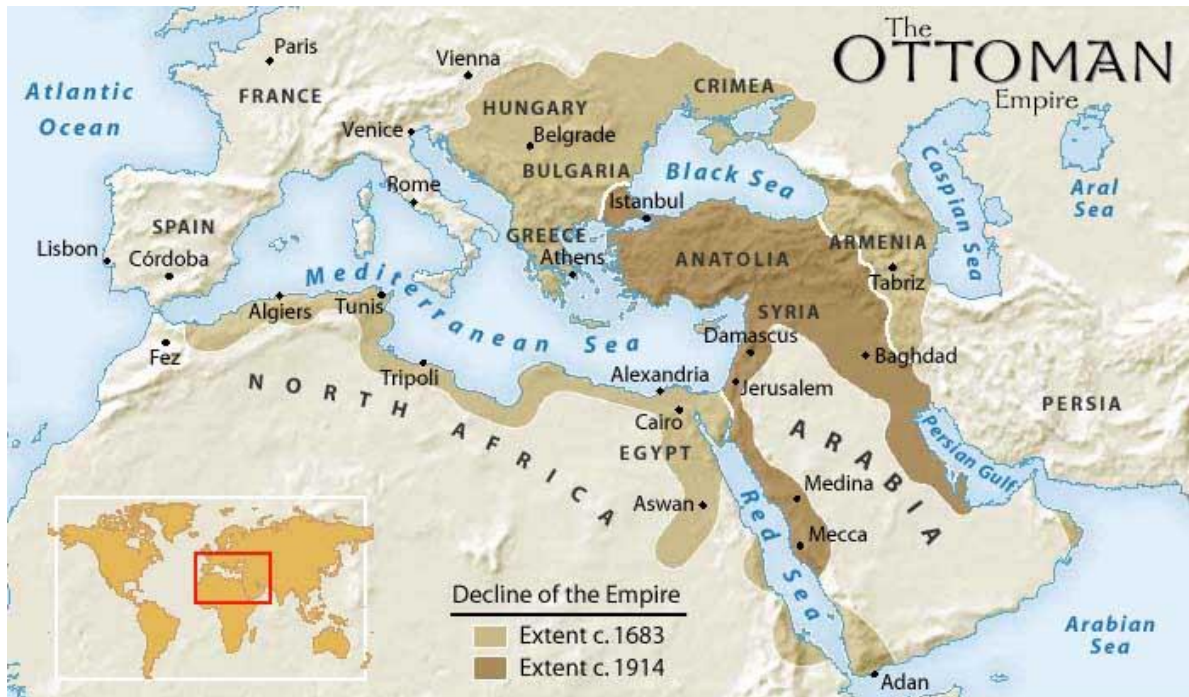 The
OTTOMAN
Empire
Paris
Vienna
CRIMEA
Atlantic
Ocean
FRANCE
HUNGARY
Venice
Belgrade
BULGARIA
Black Sea
Caspian Sea
Aral
Sea
Rome
Istanbul
SPAIN
GREECE
ARMENIA
Lisbon
Córdoba
Athens
ANATOLIA
Tabriz
Mediterranean Sea
Algiers
Tunis
SYRIA
Damascus
Fez
Baghdad
Tripoli
Alexandria
Jerusalem
NORTH AFRICA
Cairo
PERSIA
EGYPT
ARABIA
Persian Gulf
Aswan
Medina
Red Sea
Mecca
Decline of the Empire
Extent c. 1683
Extent c. 1914
Arabian
Sea
Adan